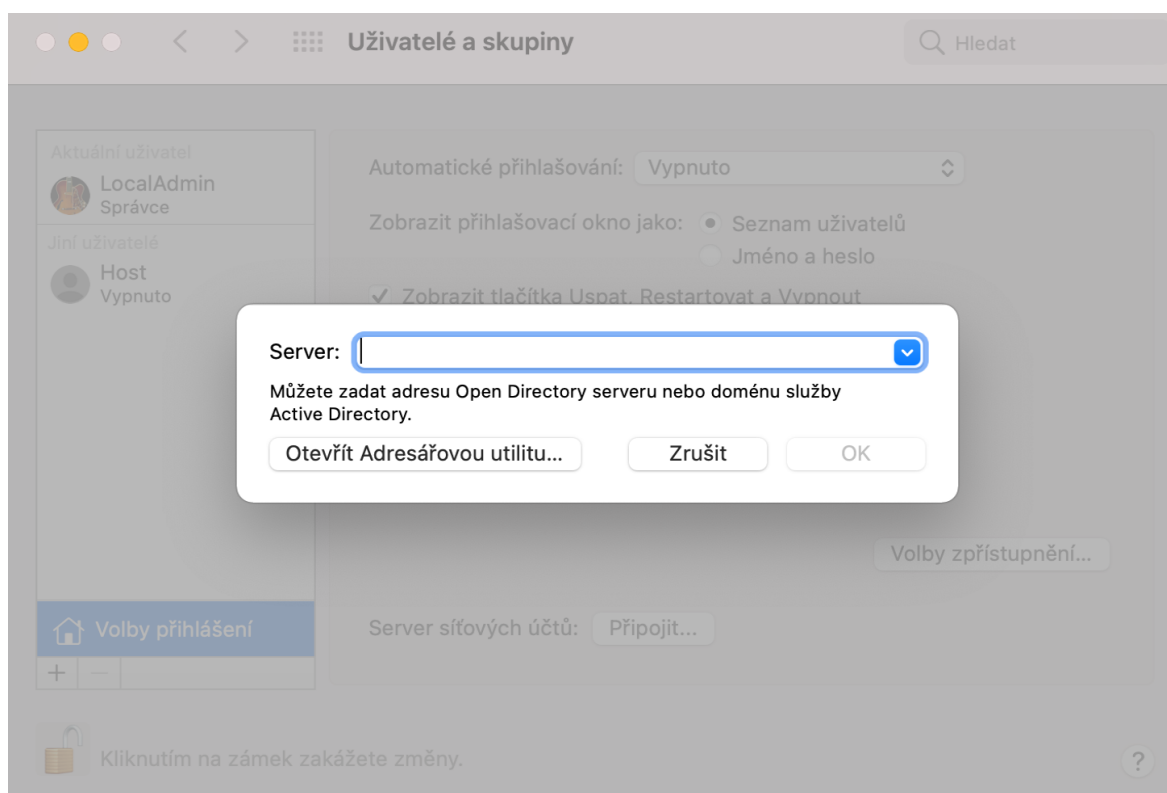 Uživatelé a skupiny
Hledat
Aktuální uživatel
LocalAdmin
Správce
Jiní uživatelé
Host
Vypnuto
Automatické přihlašování: Vypnuto
Zobrazit přihlašovací okno jako: Seznam uživatelů
Jméno a heslo
Zobrazit tlačítka Uspat, Restartovat a Vypnout
Server:
Můžete zadat adresu Open Directory serveru nebo doménu služby
Active Directory.
Otevřít Adresářovou utilitu...
Zrušit
OK
Volby zpřístupnění...
Volby přihlášení
Server síťových účtů: Připojit...
Kliknutím na zámek zakážete změny.
?